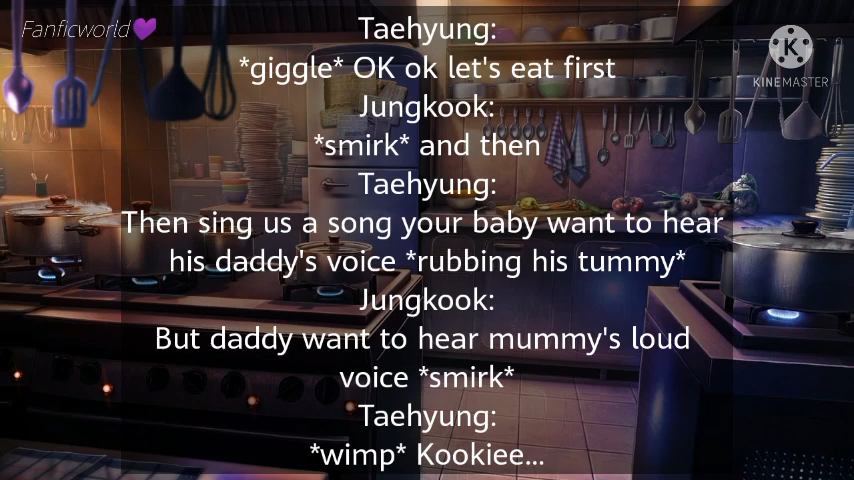 Fanficworld💜
K
KINEMASTER
Taehyung:
*giggle* OK ok let's eat first
Jungkook:
*smirk* and then
Taehyung:
Then sing us a song your baby want to hear
his daddy's voice *rubbing his tummy*
Jungkook:
But daddy want to hear mummy's loud
voice *smirk*
Taehyung:
*wimp* Kookiee...